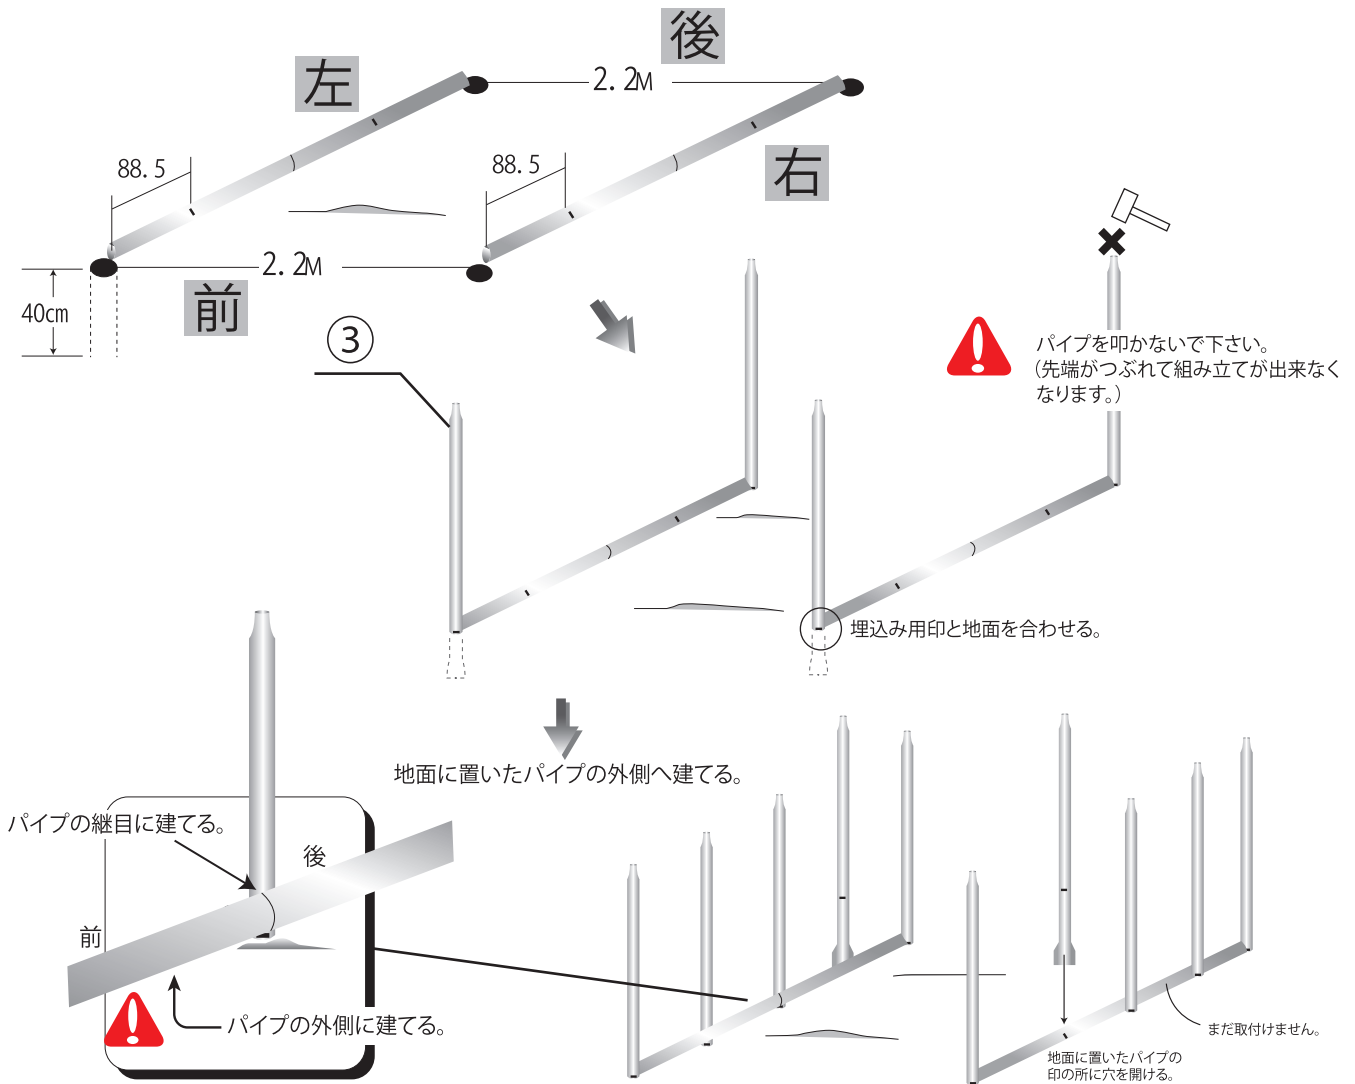 後
左
2.2M
88.5
88.5
右
2.2M
前
40cm
③
パイプを叩かないで下さい。
(先端がつぶれて組み立てが出来なく
なります。)
埋込み用印と地面を合わせる。
地面に置いたパイプの外側へ建てる。
パイプの継目に建てる。
後
前
パイプの外側に建てる。
まだ取付けません。
地面に置いたパイプの
印の所に穴を開ける。